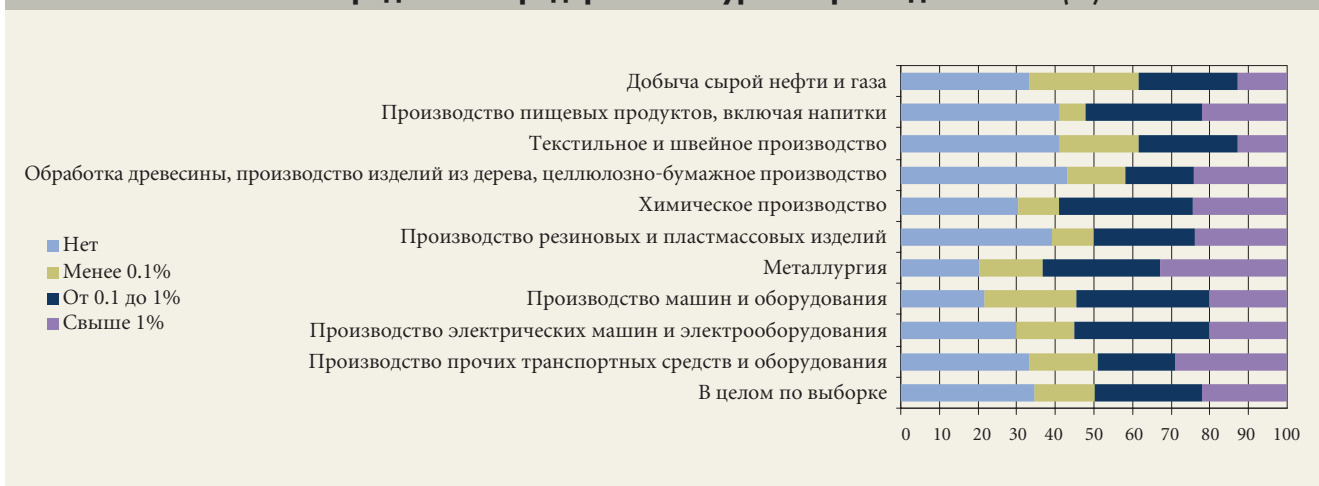 Добыча сырой нефти и газа
Производство пищевых продуктов, включая напитки
Текстильное и швейное производство
Обработка древесины, производство изделий из дерева, целлюлозно-бумажное производство
Химическое производство
Производство резиновых и пластмассовых изделий
Металлургия
Производство машин и оборудования
Производство электрических машин и электрооборудования
Производство прочих транспортных средств и оборудования
В целом по выборке
Нет
Менее 0.1%
От 0.1 до 1%
Свыше 1%
0 10 20 30 40 50 60 70 80 90 100